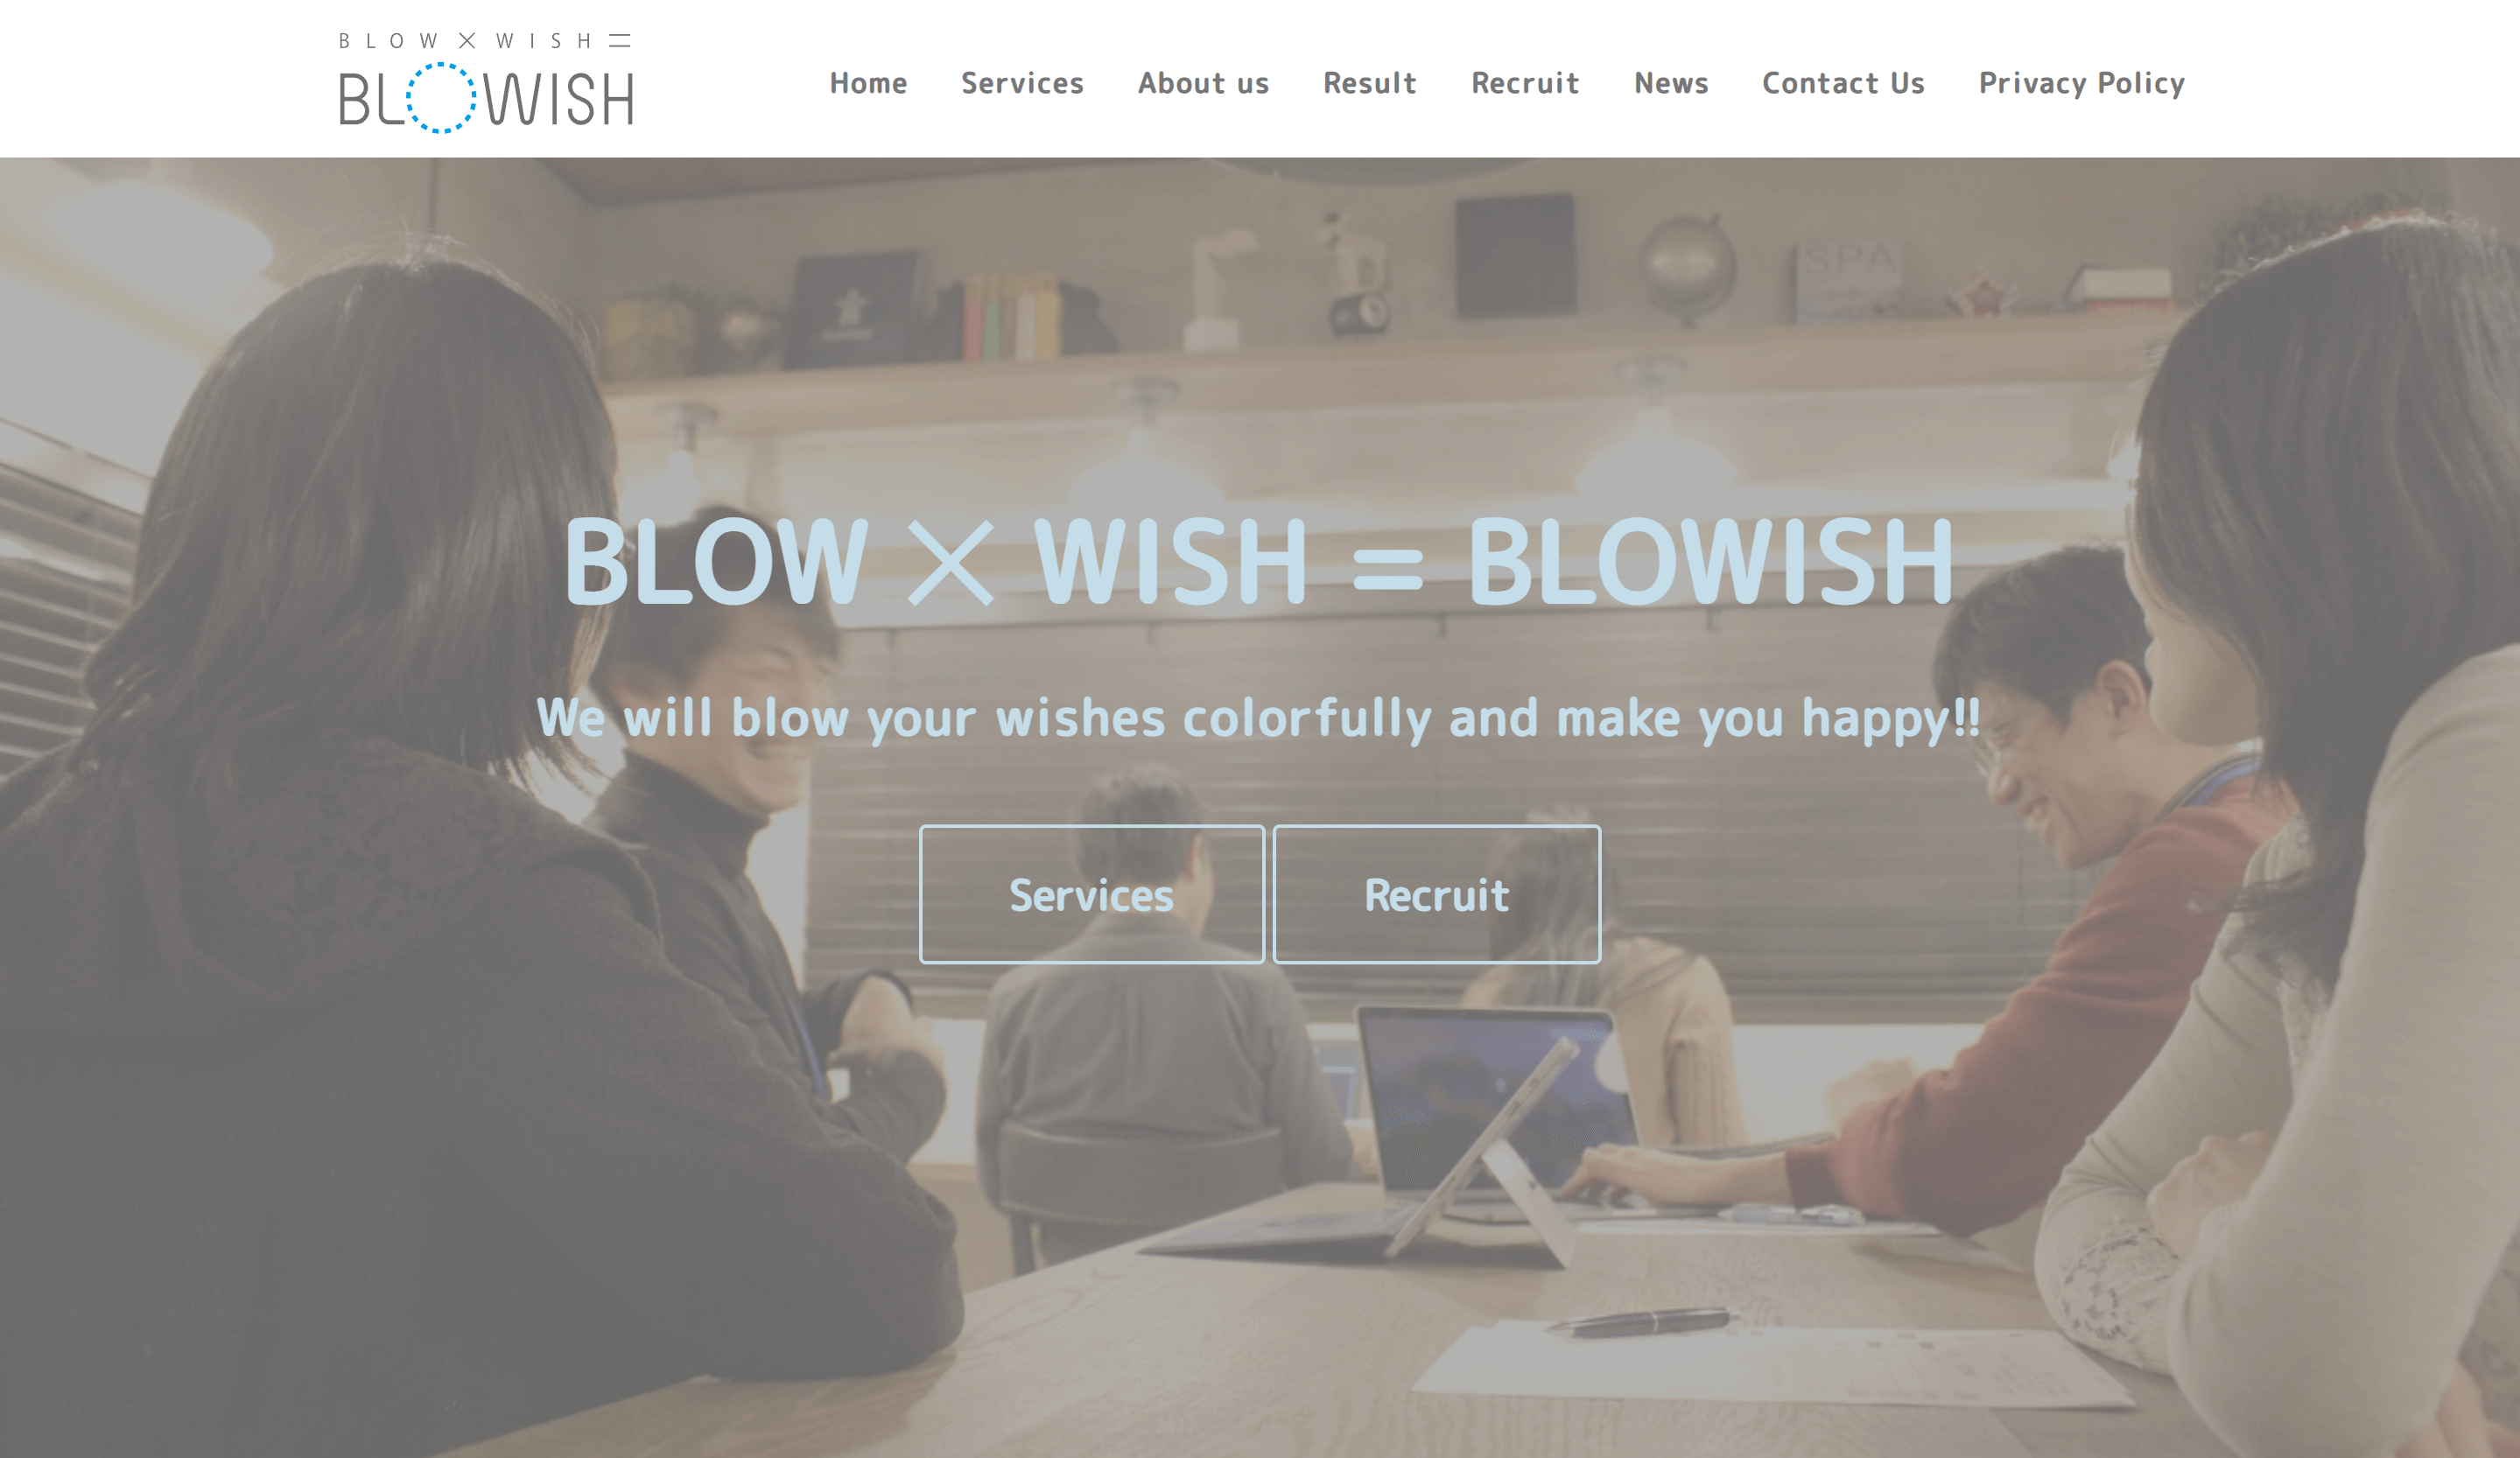 BLOW × WISH =
BLOWISH
Home Services About us Result Recruit News Contact Us Privacy Policy
SPA
BLOW × WISH = BLOWISH
We will blow your wishes colorfully and make you happy!!
Services Recruit